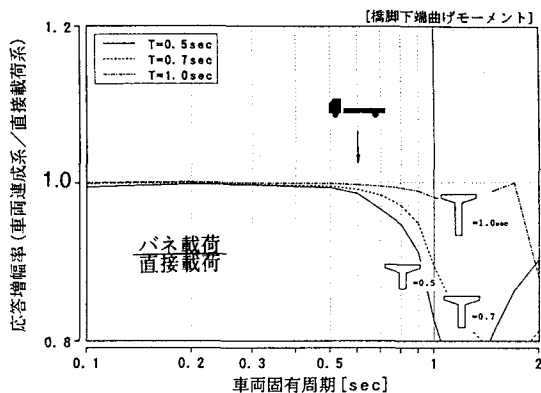 [橋脚下端曲げモーメント]
1.2
T=0.5sec
T=0.7sec
T=1.0sec
応答増幅率(車両連成系/直接載荷系)
1.0
=1.0sec
バネ載荷
直接載荷
=0.5
=0.7
0.8
0.1 0.2 0.3 0.5 1 2
車両固有周期[sec]